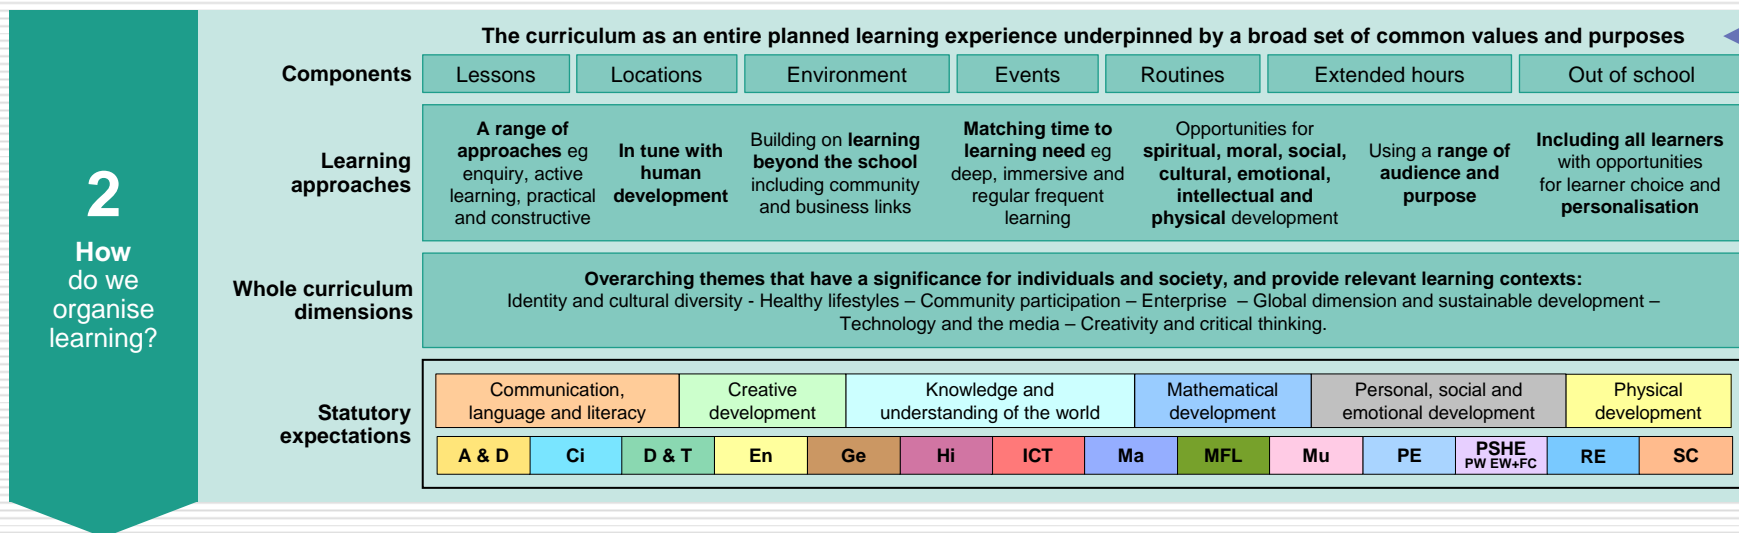 The curriculum as an entire planned learning experience underpinned by a broad set of common values and purposes
Components
Lessons
Locations
Environment
Events
Routines
Extended hours
Out of school
2
How
do we
organise
learning?
Learning
approaches
A range of
approaches eg
enquiry, active
learning, practical
and constructive
In tune with
human
development
Building on learning
beyond the school
including community
and business links
Matching time to
learning need eg
deep, immersive and
regular frequent
learning
Opportunities for
spiritual, moral, social,
cultural, emotional,
intellectual and
physical development
Using a range of
audience and
purpose
Including all learners
with opportunities
for learner choice and
personalisation
Whole curriculum
dimensions
Overarching themes that have a significance for individuals and society, and provide relevant learning contexts:
Identity and cultural diversity - Healthy lifestyles – Community participation – Enterprise – Global dimension and sustainable development –
Technology and the media – Creativity and critical thinking.
Statutory
expectations
Communication,
language and literacy
Creative
development
Knowledge and
understanding of the world
Mathematical
development
Personal, social and
emotional development
Physical
development
A & D
Ci
D & T
En
Ge
Hi
ICT
Ma
MFL
Mu
PE
PSHE
PW EW+FC
RE
SC